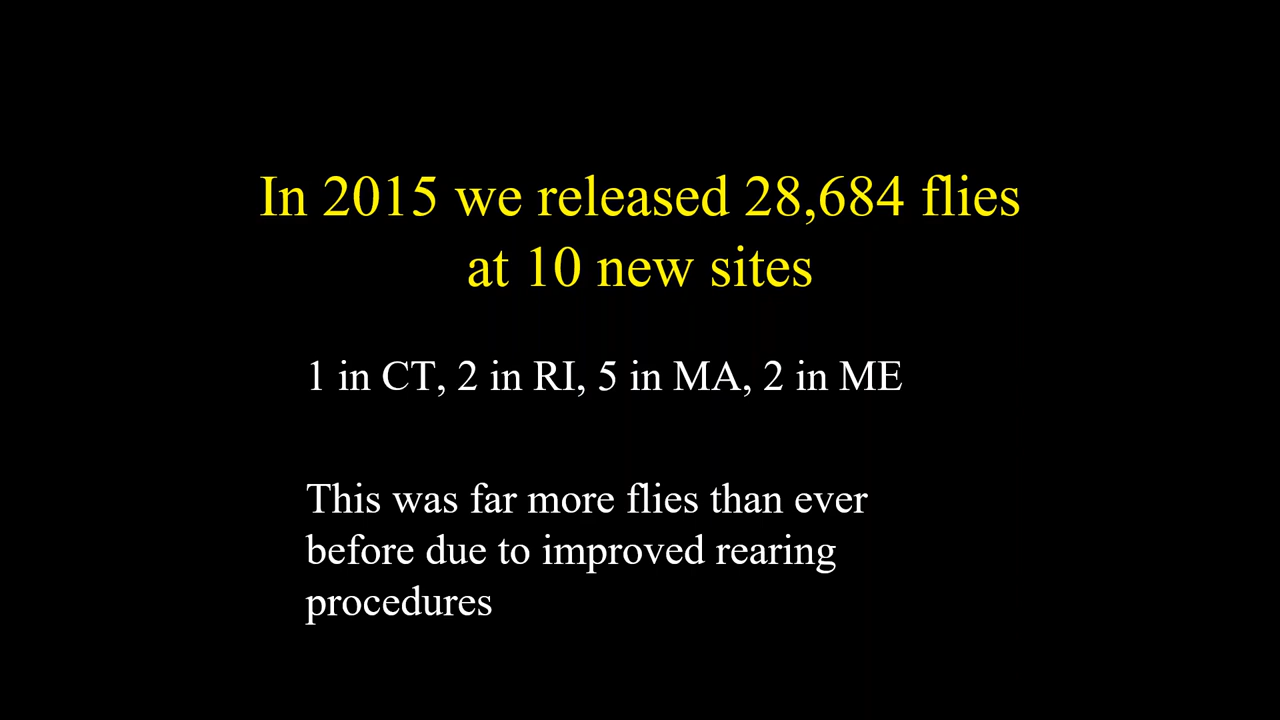 In 2015 we released 28,684 flies
at 10 new sites
1 in CT, 2 in RI, 5 in MA, 2 in ME
This was far more flies than ever
before due to improved rearing
procedures